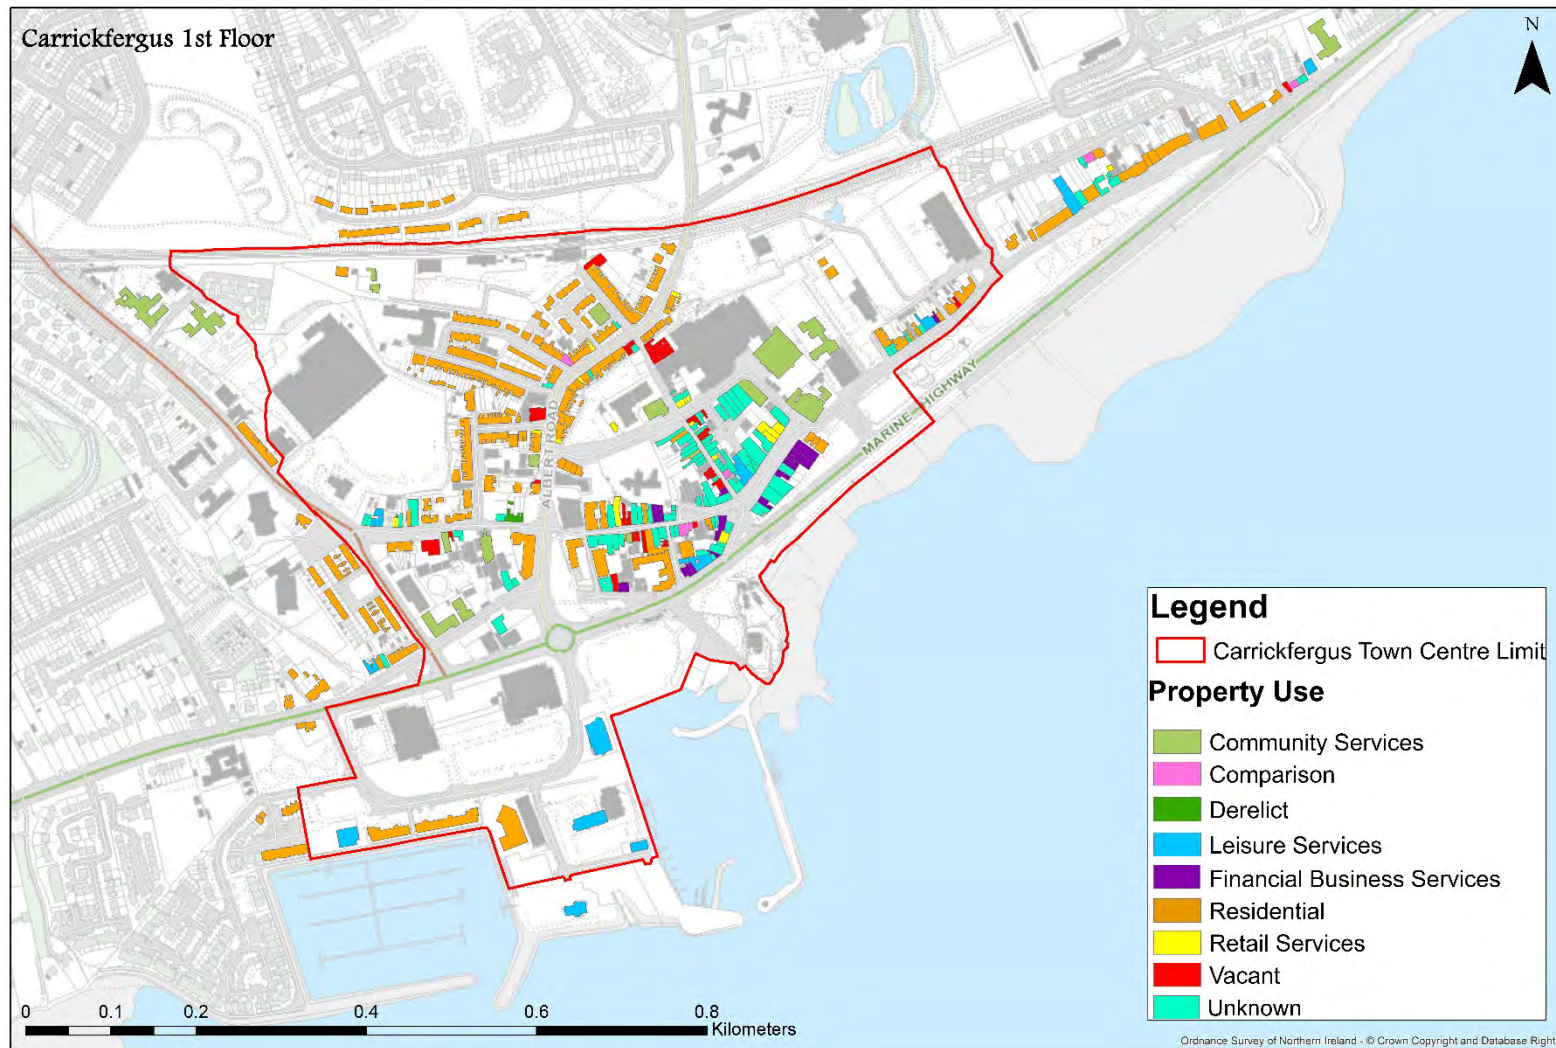 Carrickfergus 1st Floor
N
ALBERT ROAD
MARINE HIGHWAY
Legend
Carrickfergus Town Centre Limit
Property Use
Community Services
Comparison
Derelict
Leisure Services
Financial Business Services
Residential
Retail Services
Vacant
Unknown
0 0.1 0.2 0.4 0.6 0.8
Kilometers
Ordnance Survey of Northern Ireland - © Crown Copyright and Database Right